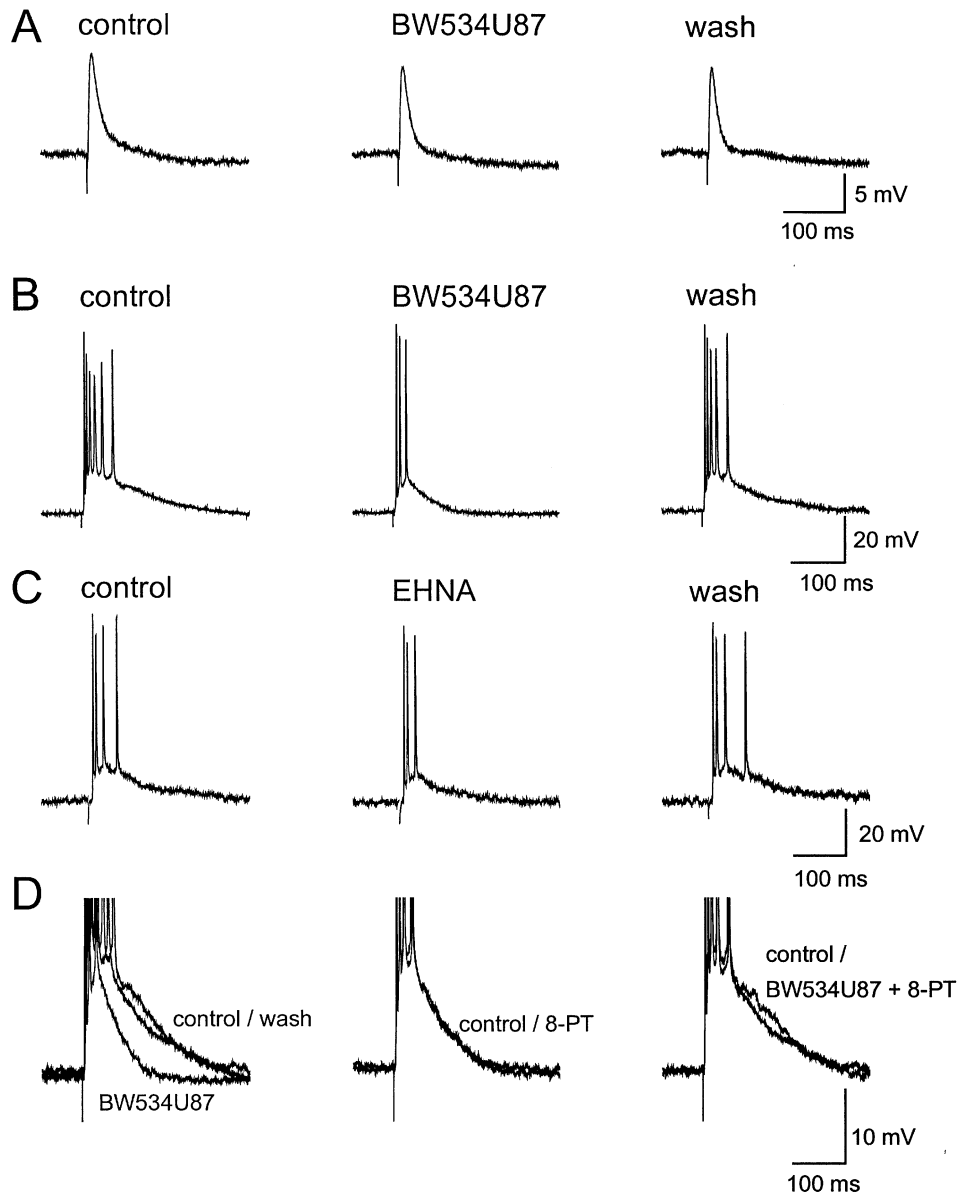 A control BW534U87 wash
5 mV
100 ms
B control BW534U87 wash
20 mV
100 ms
C control EHNA wash
20 mV
100 ms
D
control / wash
BW534U87
control / 8-PT
control /
BW534U87 + 8-PT
10 mV
100 ms